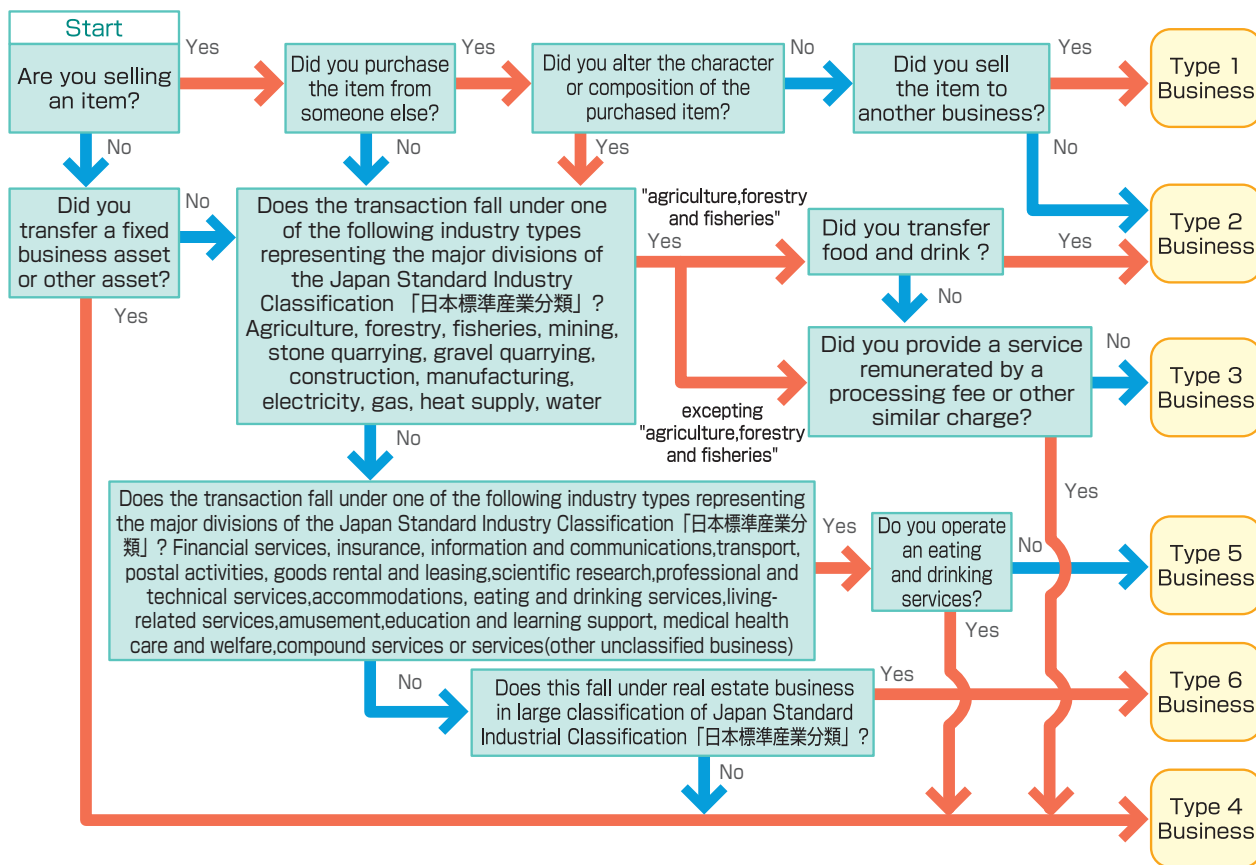 Start
Are you selling
an item?
Yes
No
Did you purchase
the item from
someone else?
Yes
No
Did you alter the character
or composition of the
purchased item?
No
Yes
Did you sell
the item to
another business?
Yes
No
Type 1
Business
Did you
transfer a fixed
business asset
or other asset?
No
Yes
Does the transaction fall under one
of the following industry types
representing the major divisions of
the Japan Standard Industry
Classification 「日本標準産業分類」?
Agriculture, forestry, fisheries, mining,
stone quarrying, gravel quarrying,
construction, manufacturing,
electricity, gas, heat supply, water
Yes
No
"agriculture,forestry
and fisheries"
excepting
"agriculture,forestry
and fisheries"
Did you transfer
food and drink ?
Yes
No
Type 2
Business
Did you provide a service
remunerated by a
processing fee or other
similar charge?
No
Yes
Type 3
Business
Does the transaction fall under one of the following industry types representing
the major divisions of the Japan Standard Industry Classification「日本標準産業分
類」? Financial services, insurance, information and communications,transport,
postal activities, goods rental and leasing,scientific research,professional and
technical services,accommodations, eating and drinking services,living-
related services,amusement,education and learning support, medical health
care and welfare,compound services or services(other unclassified business)
Yes
No
Do you operate
an eating
and drinking
services?
No
Yes
Type 5
Business
Does this fall under real estate business
in large classification of Japan Standard
Industrial Classification「日本標準産業分類」?
Yes
No
Type 6
Business
Type 4
Business